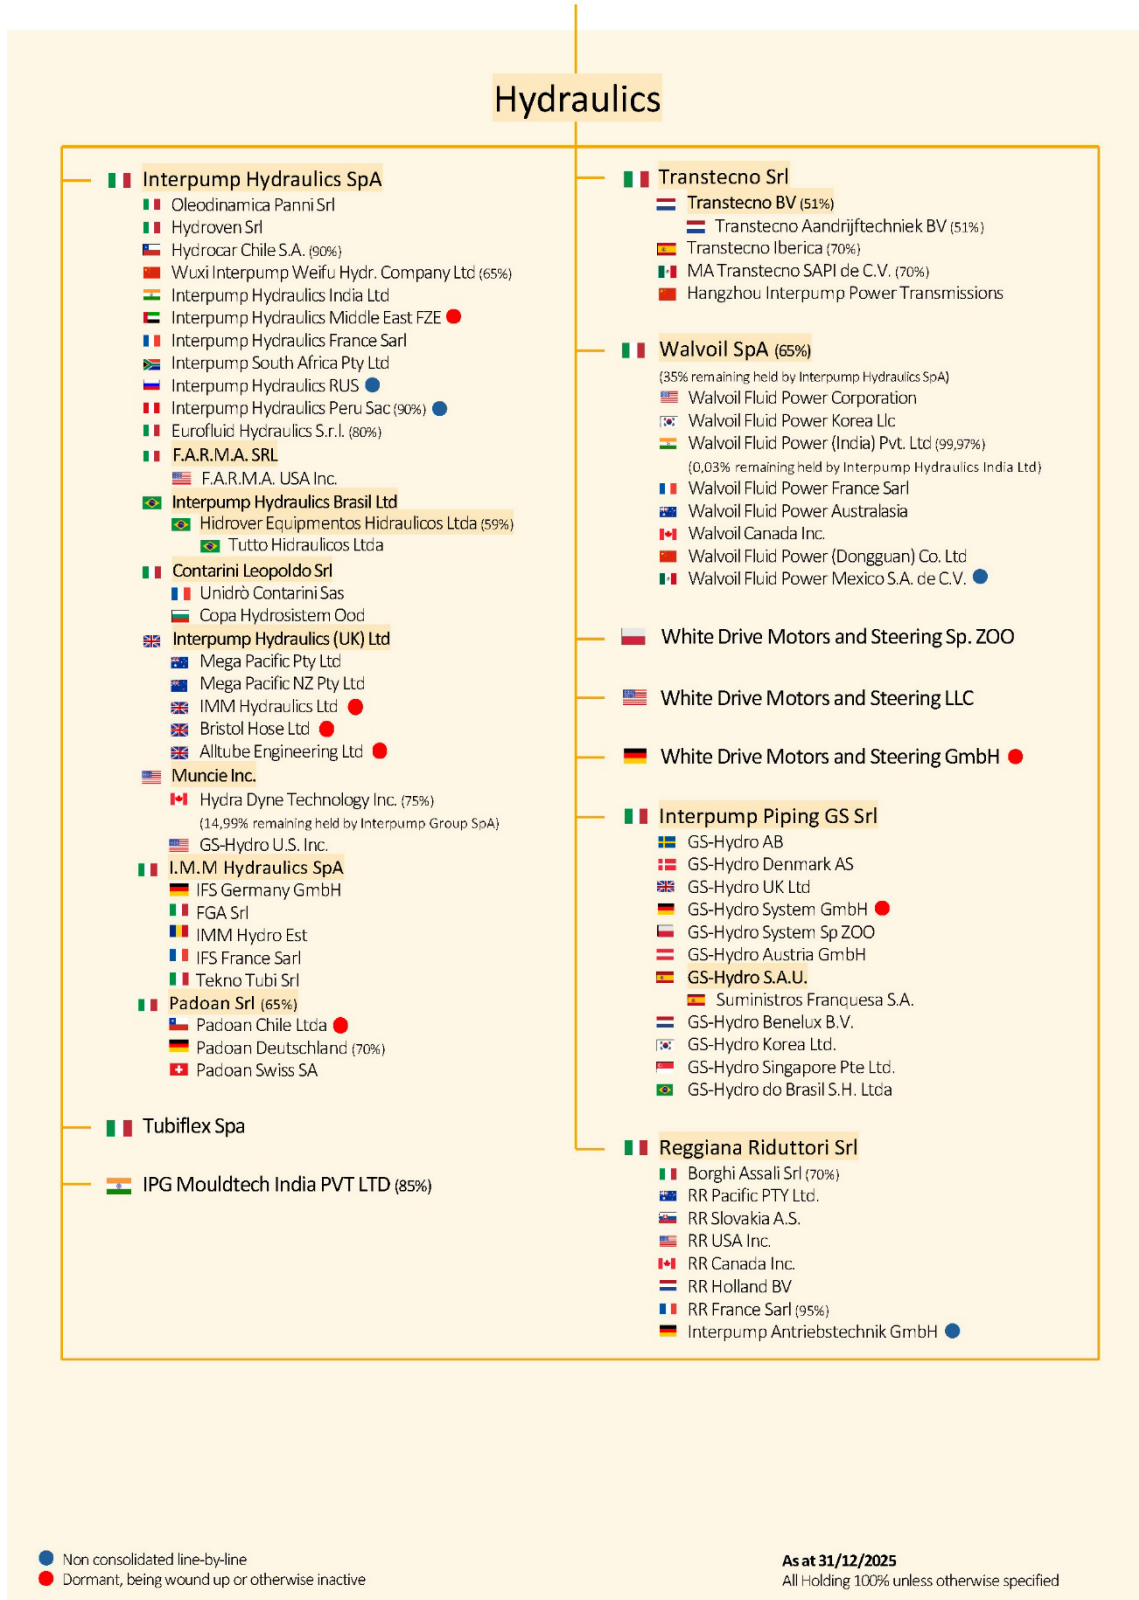 Hydraulics
Interpump Hydraulics SpA
Oleodinamica Panni Srl
Hydroven Srl
Hydrocar Chile S.A. (90%)
Wuxi Interpump Weifu Hydr. Company Ltd (65%)
Interpump Hydraulics India Ltd
Interpump Hydraulics Middle East FZE
Interpump Hydraulics France Sarl
Interpump South Africa Pty Ltd
Interpump Hydraulics RUS
Interpump Hydraulics Peru Sac (90%)
Eurofluid Hydraulics S.r.l. (80%)
F.A.R.M.A. SRL
F.A.R.M.A. USA Inc.
Interpump Hydraulics Brasil Ltd
Hidrover Equipmentos Hidraulicos Ltda (59%)
Tutto Hidraulicos Ltda
Contarini Leopoldo Srl
Unidrò Contarini Sas
Copa Hydrosistem Ood
Interpump Hydraulics (UK) Ltd
Mega Pacific Pty Ltd
Mega Pacific NZ Pty Ltd
IMM Hydraulics Ltd
Bristol Hose Ltd
Alltube Engineering Ltd
Muncie Inc.
Hydra Dyne Technology Inc. (75%)
(14,99% remaining held by Interpump Group SpA)
GS-Hydro U.S. Inc.
I.M.M Hydraulics SpA
IFS Germany GmbH
FGA Srl
IMM Hydro Est
IFS France Sarl
Tekno Tubi Srl
Padoan Srl (65%)
Padoan Chile Ltda
Padoan Deutschland (70%)
Padoan Swiss SA
Tubiflex Spa
IPG Mouldtech India PVT LTD (85%)
Transtecno Srl
Transtecno BV (51%)
Transtecno Aandrijftechniek BV (51%)
Transtecno Iberica (70%)
MA Transtecno SAPI de C.V. (70%)
Hangzhou Interpump Power Transmissions
Walvoil SpA (65%)
(35% remaining held by Interpump Hydraulics SpA)
Walvoil Fluid Power Corporation
Walvoil Fluid Power Korea Llc
Walvoil Fluid Power (India) Pvt. Ltd (99,97%)
(0,03% remaining held by Interpump Hydraulics India Ltd)
Walvoil Fluid Power France Sarl
Walvoil Fluid Power Australasia
Walvoil Canada Inc.
Walvoil Fluid Power (Dongguan) Co. Ltd
Walvoil Fluid Power Mexico S.A. de C.V.
White Drive Motors and Steering Sp. ZOO
White Drive Motors and Steering LLC
White Drive Motors and Steering GmbH
Interpump Piping GS Srl
GS-Hydro AB
GS-Hydro Denmark AS
GS-Hydro UK Ltd
GS-Hydro System GmbH
GS-Hydro System Sp ZOO
GS-Hydro Austria GmbH
GS-Hydro S.A.U.
Suministros Franquesa S.A.
GS-Hydro Benelux B.V.
GS-Hydro Korea Ltd.
GS-Hydro Singapore Pte Ltd.
GS-Hydro do Brasil S.H. Ltda
Reggiana Riduttori Srl
Borghi Assali Srl (70%)
RR Pacific PTY Ltd.
RR Slovakia A.S.
RR USA Inc.
RR Canada Inc.
RR Holland BV
RR France Sarl (95%)
Interpump Antriebstechnik GmbH
Non consolidated line-by-line
Dormant, being wound up or otherwise inactive
As at 31/12/2025
All Holding 100% unless otherwise specified